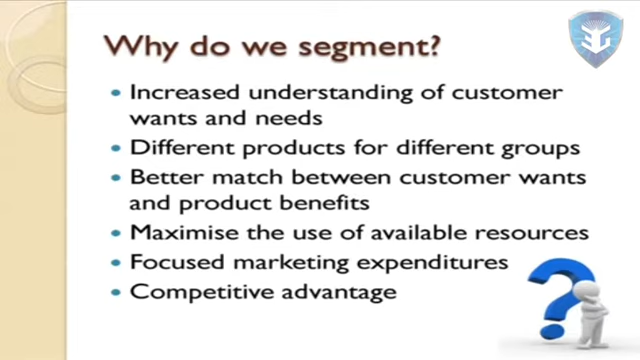 Why do we segment?
• Increased understanding of customer
wants and needs
• Different products for different groups
• Better match between customer wants
and product benefits
• Maximise the use of available resources
• Focused marketing expenditures
• Competitive advantage